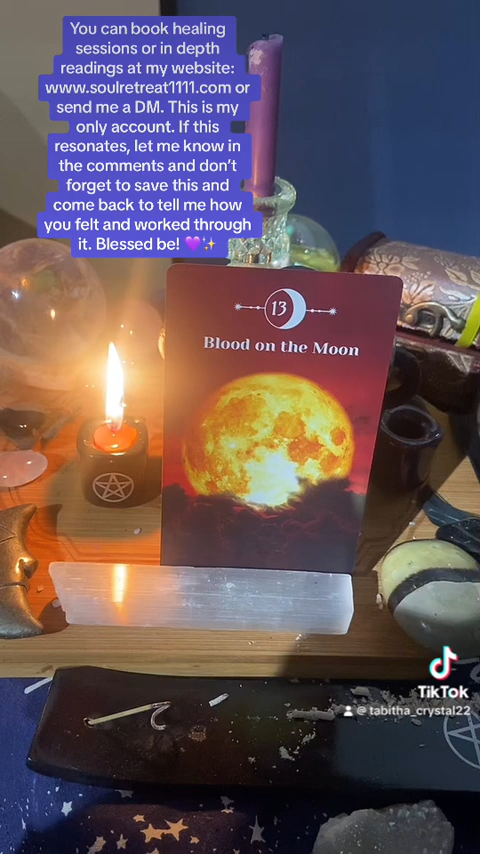 You can book healing
sessions or in depth
readings at my website:
www.soulretreat1111.com or
send me a DM. This is my
only account. If this
resonates, let me know in
the comments and don't
forget to save this and
come back to tell me how
you felt and worked through
it. Blessed be! 💜✨
13
Blood on the Moon
TikTok
@tabitha_crystal22